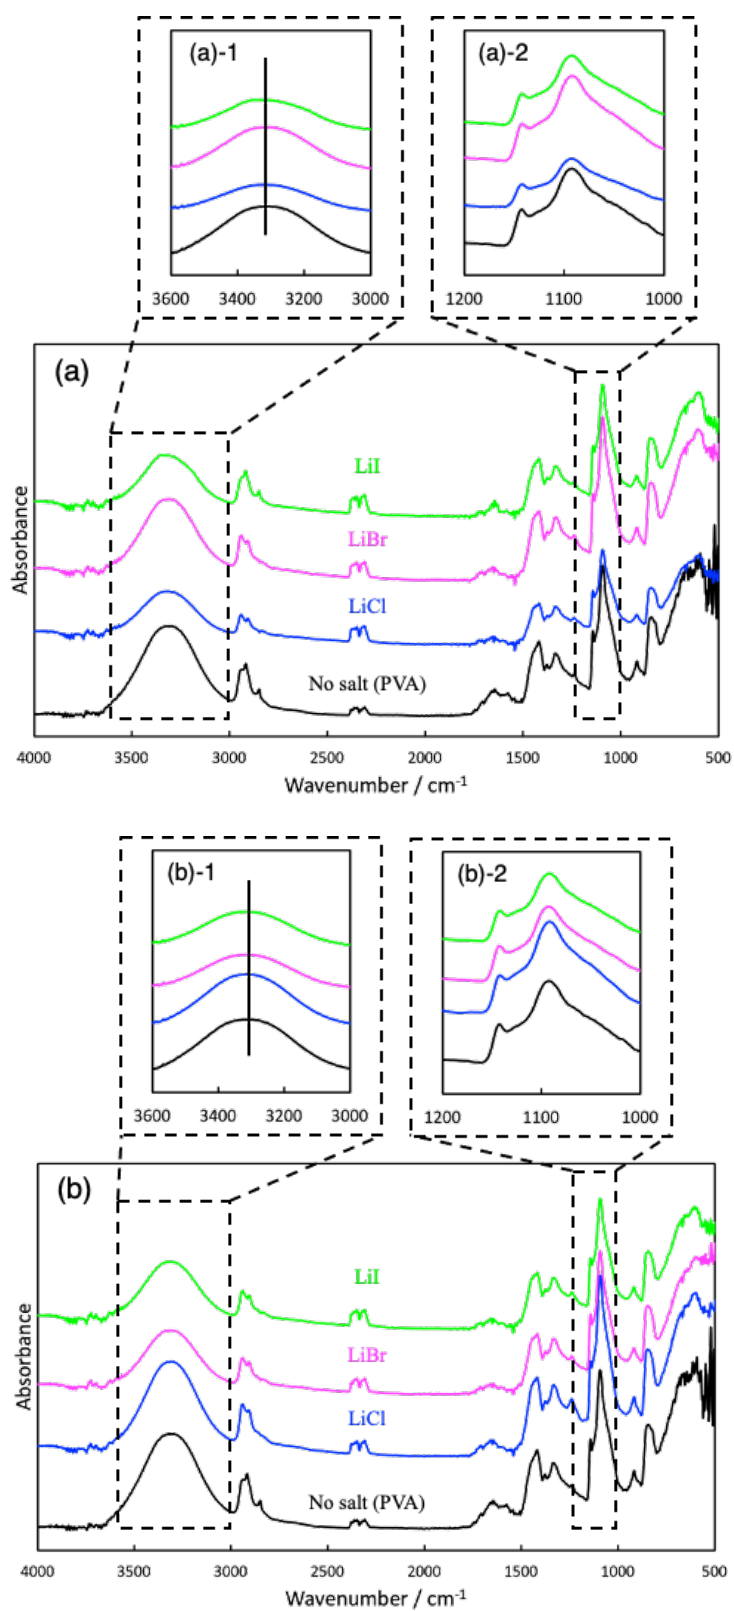 (a)-1
(a)-2
3600 3400 3200 3000
1200 1100 1000
(a)
LiI
LiBr
LiCl
No salt (PVA)
Absorbance
4000 3500 3000 2500 2000 1500 1000 500
Wavenumber / cm-1
(b)-1
(b)-2
3600 3400 3200 3000
1200 1100 1000
(b)
LiI
LiBr
LiCl
No salt (PVA)
Absorbance
4000 3500 3000 2500 2000 1500 1000 500
Wavenumber / cm-1